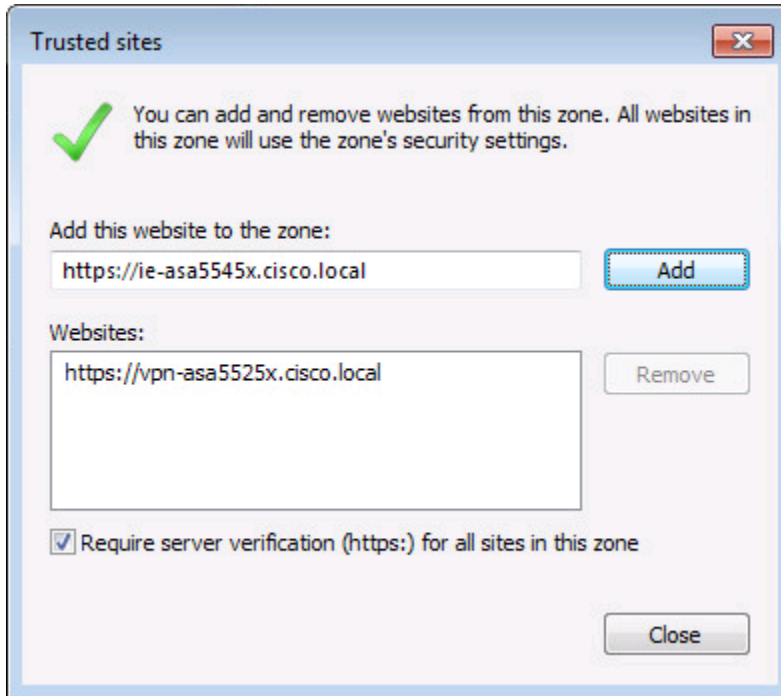 Trusted sites
You can add and remove websites from this zone. All websites in
this zone will use the zone's security settings.
Add this website to the zone:
https://ie-asa5545x.cisco.local
Add
Websites:
https://vpn-asa5525x.cisco.local
Remove
Require server verification (https:) for all sites in this zone
Close